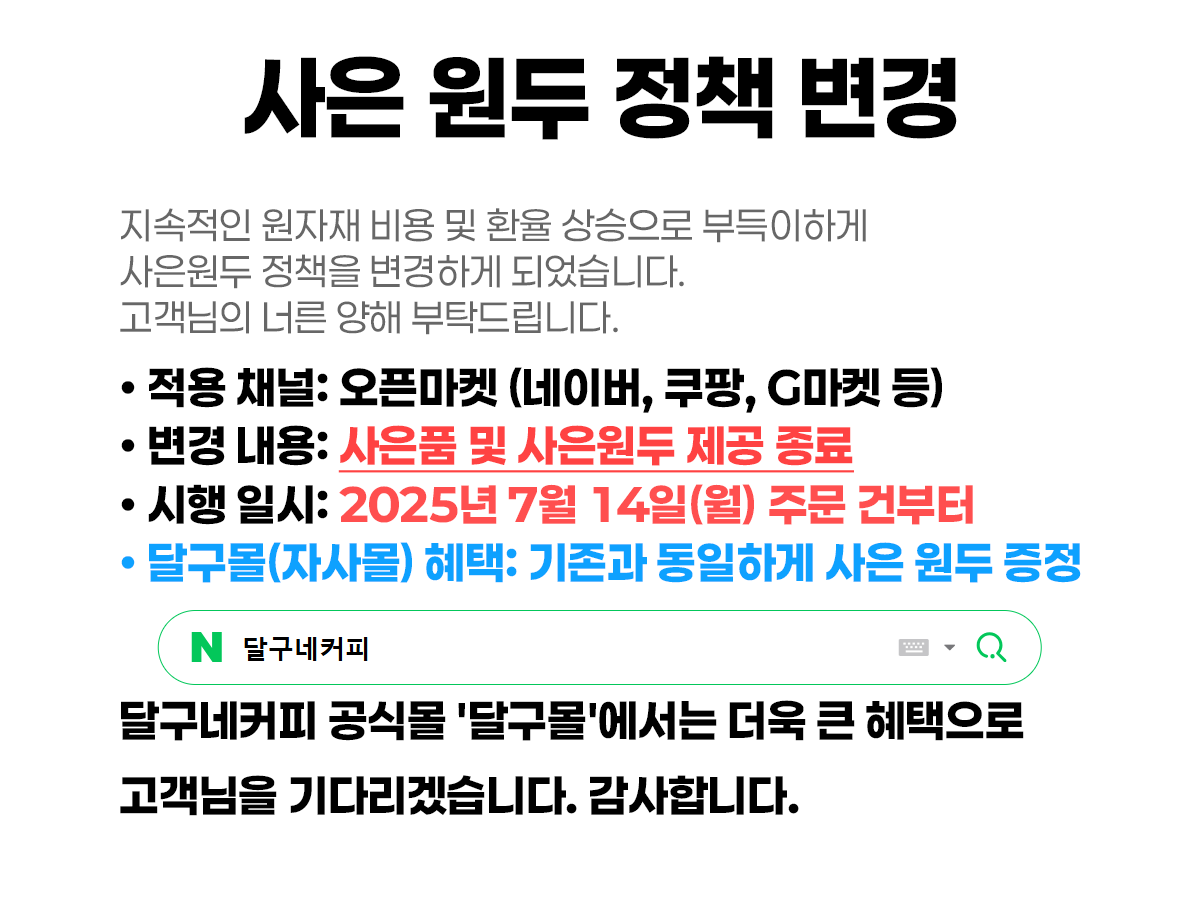 사은 원두 정책 변경
지속적인 원자재 비용 및 환율 상승으로 부득이하게
사은원두 정책을 변경하게 되었습니다.
고객님의 너른 양해 부탁드립니다.
• 적용 채널: 오픈마켓 (네이버, 쿠팡, G마켓 등)
• 변경 내용: 사은품 및 사은원두 제공 종료
• 시행 일시: 2025년 7월 14일(월) 주문 건부터
• 달구몰(자사몰) 혜택: 기존과 동일하게 사은 원두 증정
N 달구네커피
달구네커피 공식몰 '달구몰'에서는 더욱 큰 혜택으로
고객님을 기다리겠습니다. 감사합니다.